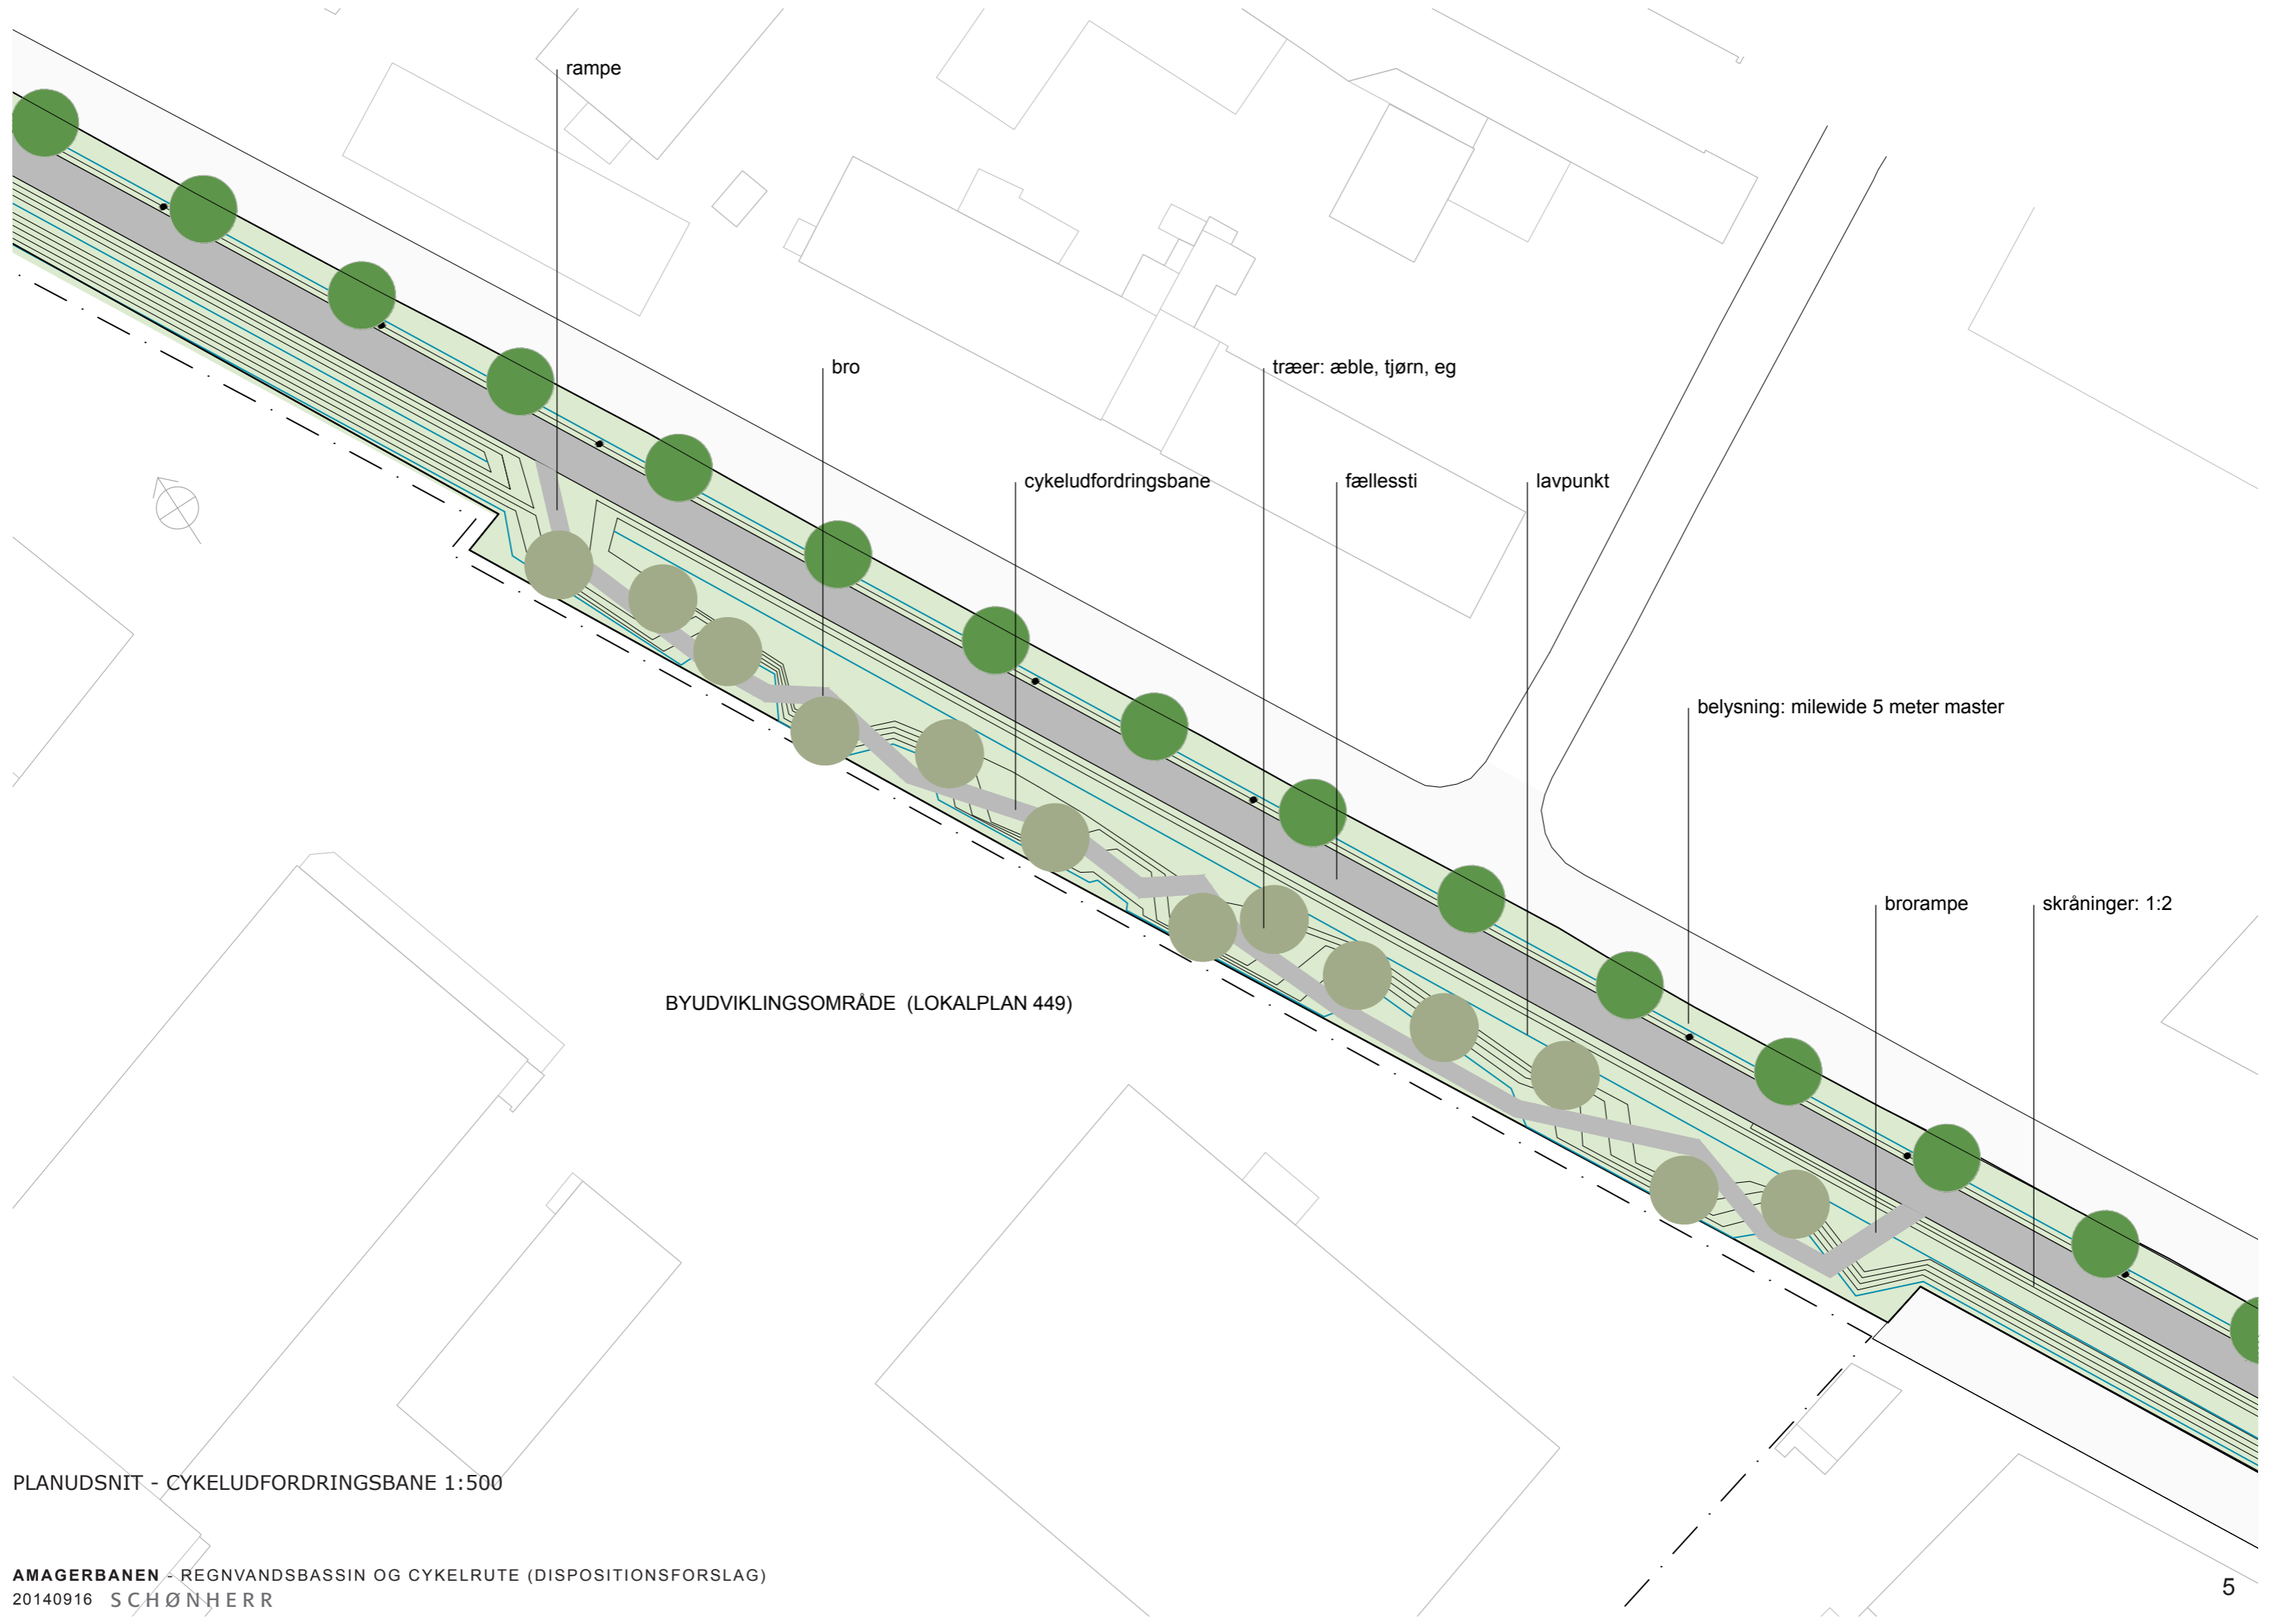 rampe
bro
træer: æble, tjørn, eg
cykeludfordringsbane
fællessti
lavpunkt
belysning: milewide 5 meter master
brorampe
skråninger: 1:2
BYUDVIKLINGSOMRÅDE (LOKALPLAN 449)
PLANUDSNIT - CYKELUDFORDRINGSBANE 1:500
AMAGERBANEN - REGNVANDSBASSIN OG CYKELRUTE (DISPOSITIONSFORSLAG)
20140916 SCHØNHERR
5